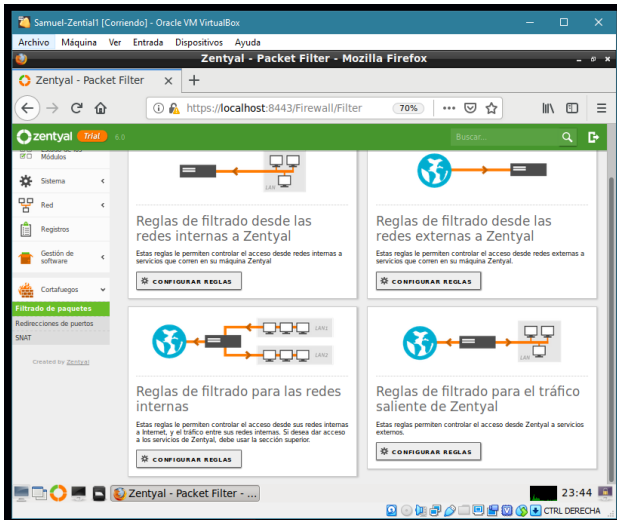 Samuel-Zential1 [Corriendo] - Oracle VM VirtualBox
Archivo Máquina Ver Entrada Dispositivos Ayuda
Zentyal - Packet Filter - Mozilla Firefox
Zentyal - Packet Filter
https://localhost:8443/Firewall/Filter 70%
zentyal Trial 6.0 Buscar...
Módulos
Sistema
Red
Registros
Gestión de software
Cortafuegos
Filtrado de paquetes
Redirecciones de puertos
SNAT
Created by Zentyal
LAN
Reglas de filtrado desde las
redes internas a Zentyal
Estas reglas le permiten controlar el acceso desde redes internas a
servicios que corren en su máquina Zentyal.
CONFIGURAR REGLAS
Reglas de filtrado desde las
redes externas a Zentyal
Estas reglas le permiten controlar el acceso desde redes externas a
servicios que corren en su máquina Zentyal.
CONFIGURAR REGLAS
LAN1
LAN2
Reglas de filtrado para las redes
internas
Estas reglas le permiten controlar el acceso desde sus redes internas
a Internet, y el tráfico entre sus redes internas. Si desea dar acceso
a los servicios de Zentyal, debe usar la sección superior.
CONFIGURAR REGLAS
LAN
Reglas de filtrado para el tráfico
saliente de Zentyal
Estas reglas permiten controlar el acceso desde Zentyal a servicios
externos.
CONFIGURAR REGLAS
Zentyal - Packet Filter - ...
23:44
CTRL DERECHA